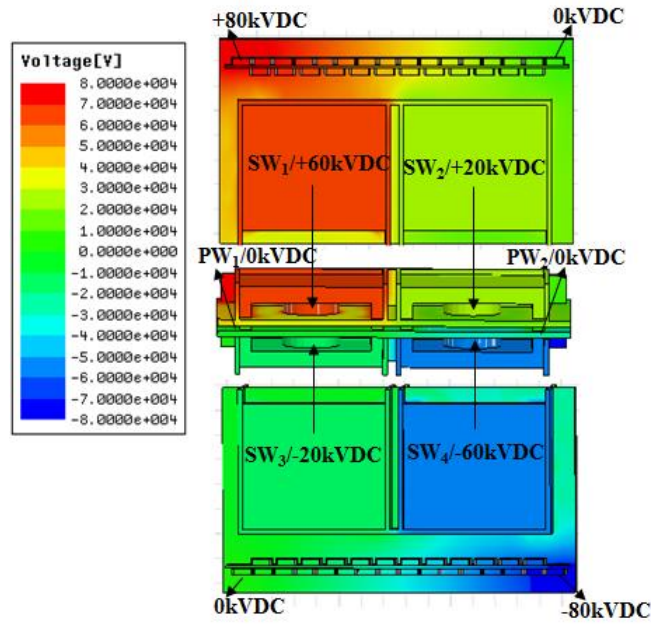 +80kVDC 0kVDC
Voltage[V]
8.0000e+004
7.0000e+004
6.0000e+004
5.0000e+004
4.0000e+004
3.0000e+004
2.0000e+004
1.0000e+004
0.0000e+000
-1.0000e+004
-2.0000e+004
-3.0000e+004
-4.0000e+004
-5.0000e+004
-6.0000e+004
-7.0000e+004
-8.0000e+004
SW₁/+60kVDC SW₂/+20kVDC
PW₁/0kVDC PW₂/0kVDC
SW₃/-20kVDC SW₄/-60kVDC
0kVDC -80kVDC